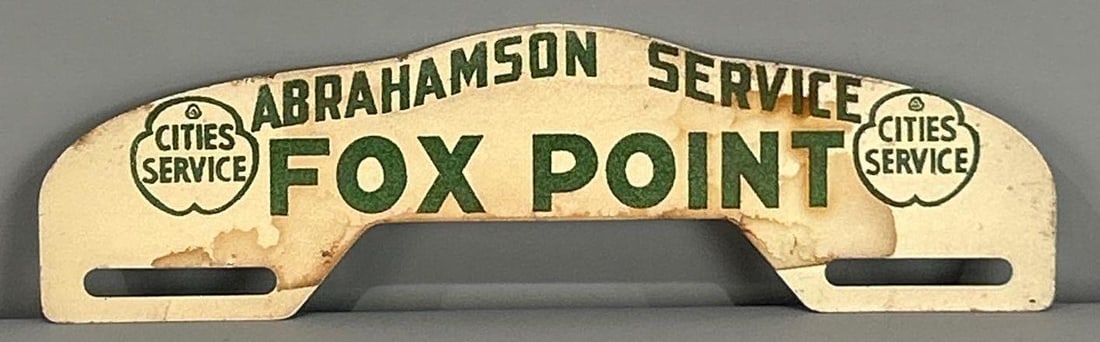 ABRAHAMSON SERVICE
CITIES
SERVICE
FOX POINT
CITIES
SERVICE